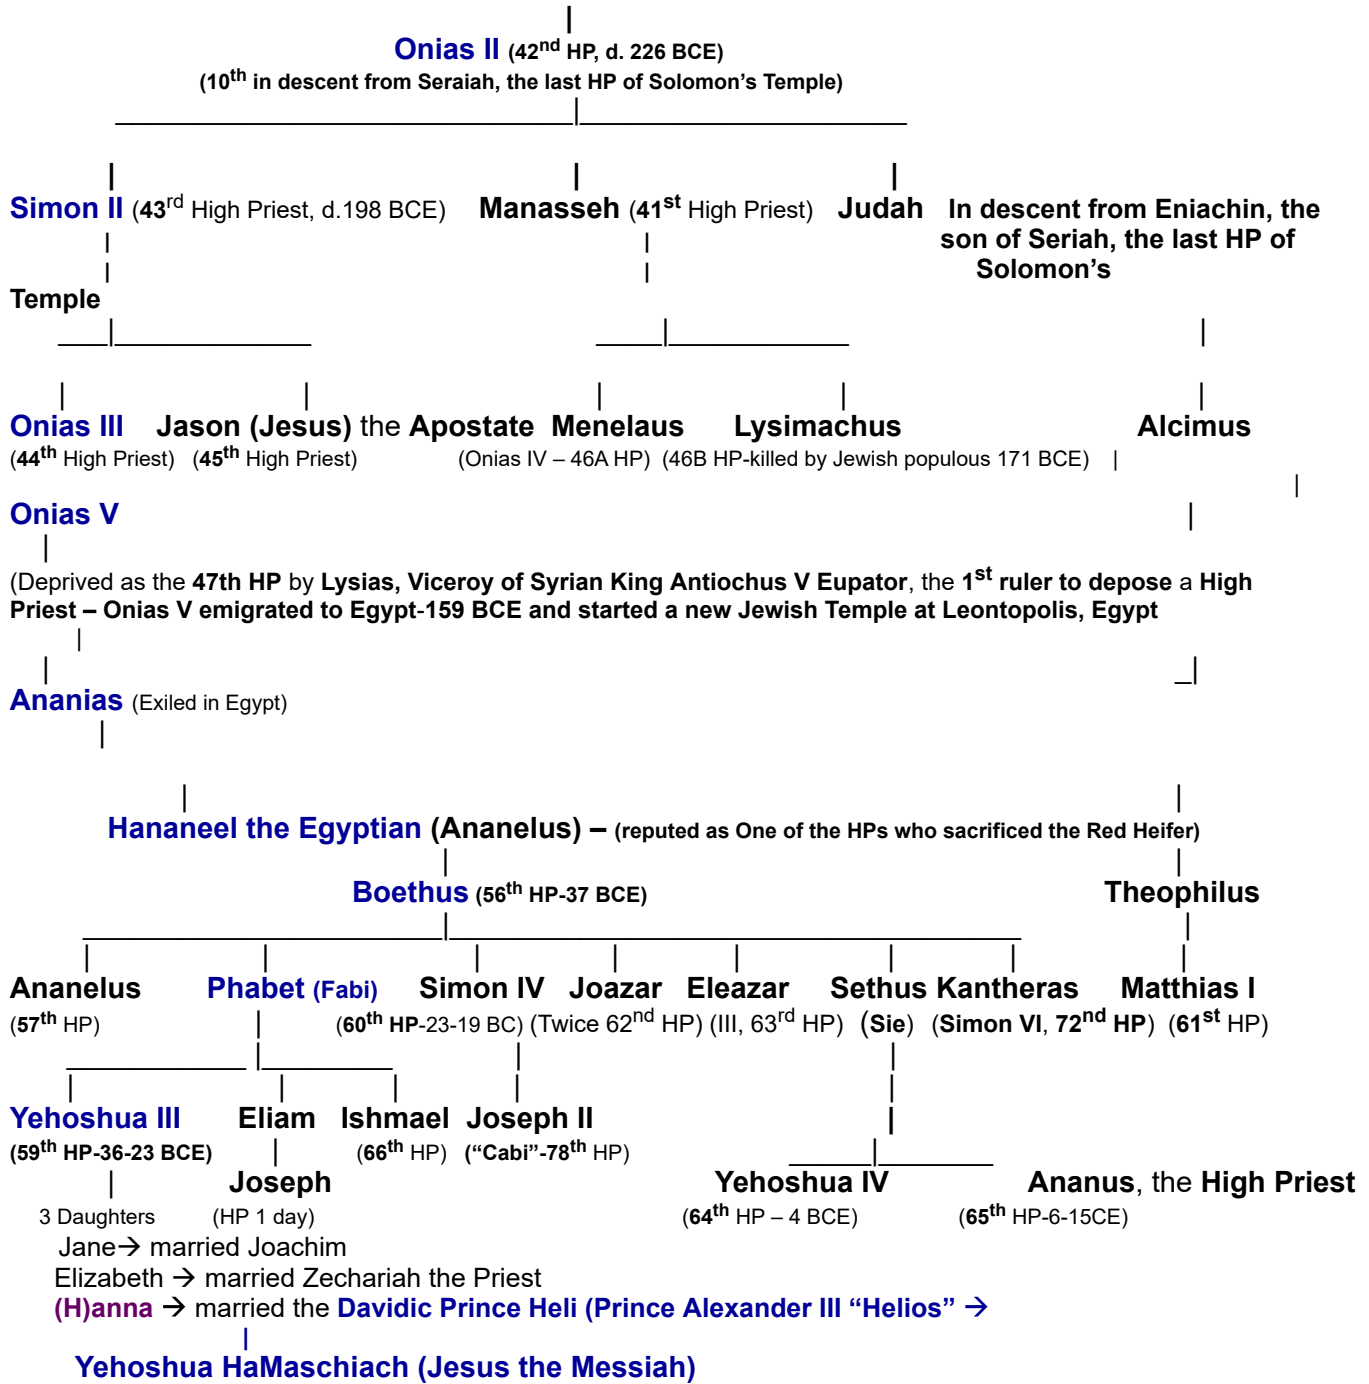 Onias II (42nd HP, d. 226 BCE)
(10th in descent from Seraiah, the last HP of Solomon's Temple)
Simon II (43rd High Priest, d.198 BCE) Manasseh (41st High Priest) Judah In descent from Eniachin, the
son of Seriah, the last HP of
Solomon's
Temple
Onias III Jason (Jesus) the Apostate Menelaus Lysimachus Alcimus
(44th High Priest) (45th High Priest) (Onias IV – 46A HP) (46B HP-killed by Jewish populous 171 BCE)
Onias V
(Deprived as the 47th HP by Lysias, Viceroy of Syrian King Antiochus V Eupator, the 1st ruler to depose a High
Priest – Onias V emigrated to Egypt-159 BCE and started a new Jewish Temple at Leontopolis, Egypt
Ananias (Exiled in Egypt)
Hananeel the Egyptian (Ananelus) – (reputed as One of the HPs who sacrificed the Red Heifer)
Boethus (56th HP-37 BCE) Theophilus
Ananelus Phabet (Fabi) Simon IV Joazar Eleazar Sethus Kantheras Matthias I
(57th HP) (60th HP-23-19 BC) (Twice 62nd HP) (III, 63rd HP) (Sie) (Simon VI, 72nd HP) (61st HP)
Yehoshua III Eliam Ishmael Joseph II
(59th HP-36-23 BCE) (66th HP) ("Cabi"-78th HP)
Joseph Yehoshua IV Ananus, the High Priest
3 Daughters (HP 1 day) (64th HP – 4 BCE) (65th HP-6-15CE)
Jane→ married Joachim
Elizabeth → married Zechariah the Priest
(H)anna → married the Davidic Prince Heli (Prince Alexander III "Helios" →
Yehoshua HaMaschiach (Jesus the Messiah)